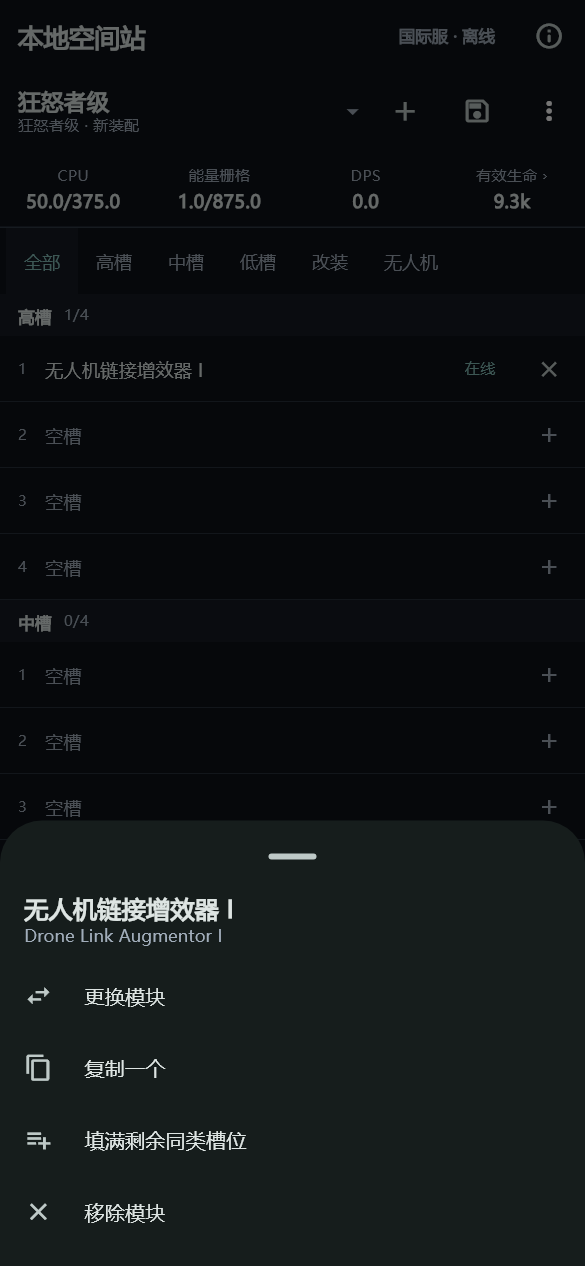 本地空间站
国际服 · 离线
狂怒者级
狂怒者级 · 新装配
CPU 能量栅格 DPS 有效生命 ›
50.0/375.0 1.0/875.0 0.0 9.3k
全部 高槽 中槽 低槽 改装 无人机
高槽 1/4
1 无人机链接增效器 I 在线
2 空槽
3 空槽
4 空槽
中槽 0/4
1 空槽
2 空槽
3 空槽
无人机链接增效器 I
Drone Link Augmentor I
更换模块
复制一个
填满剩余同类槽位
移除模块